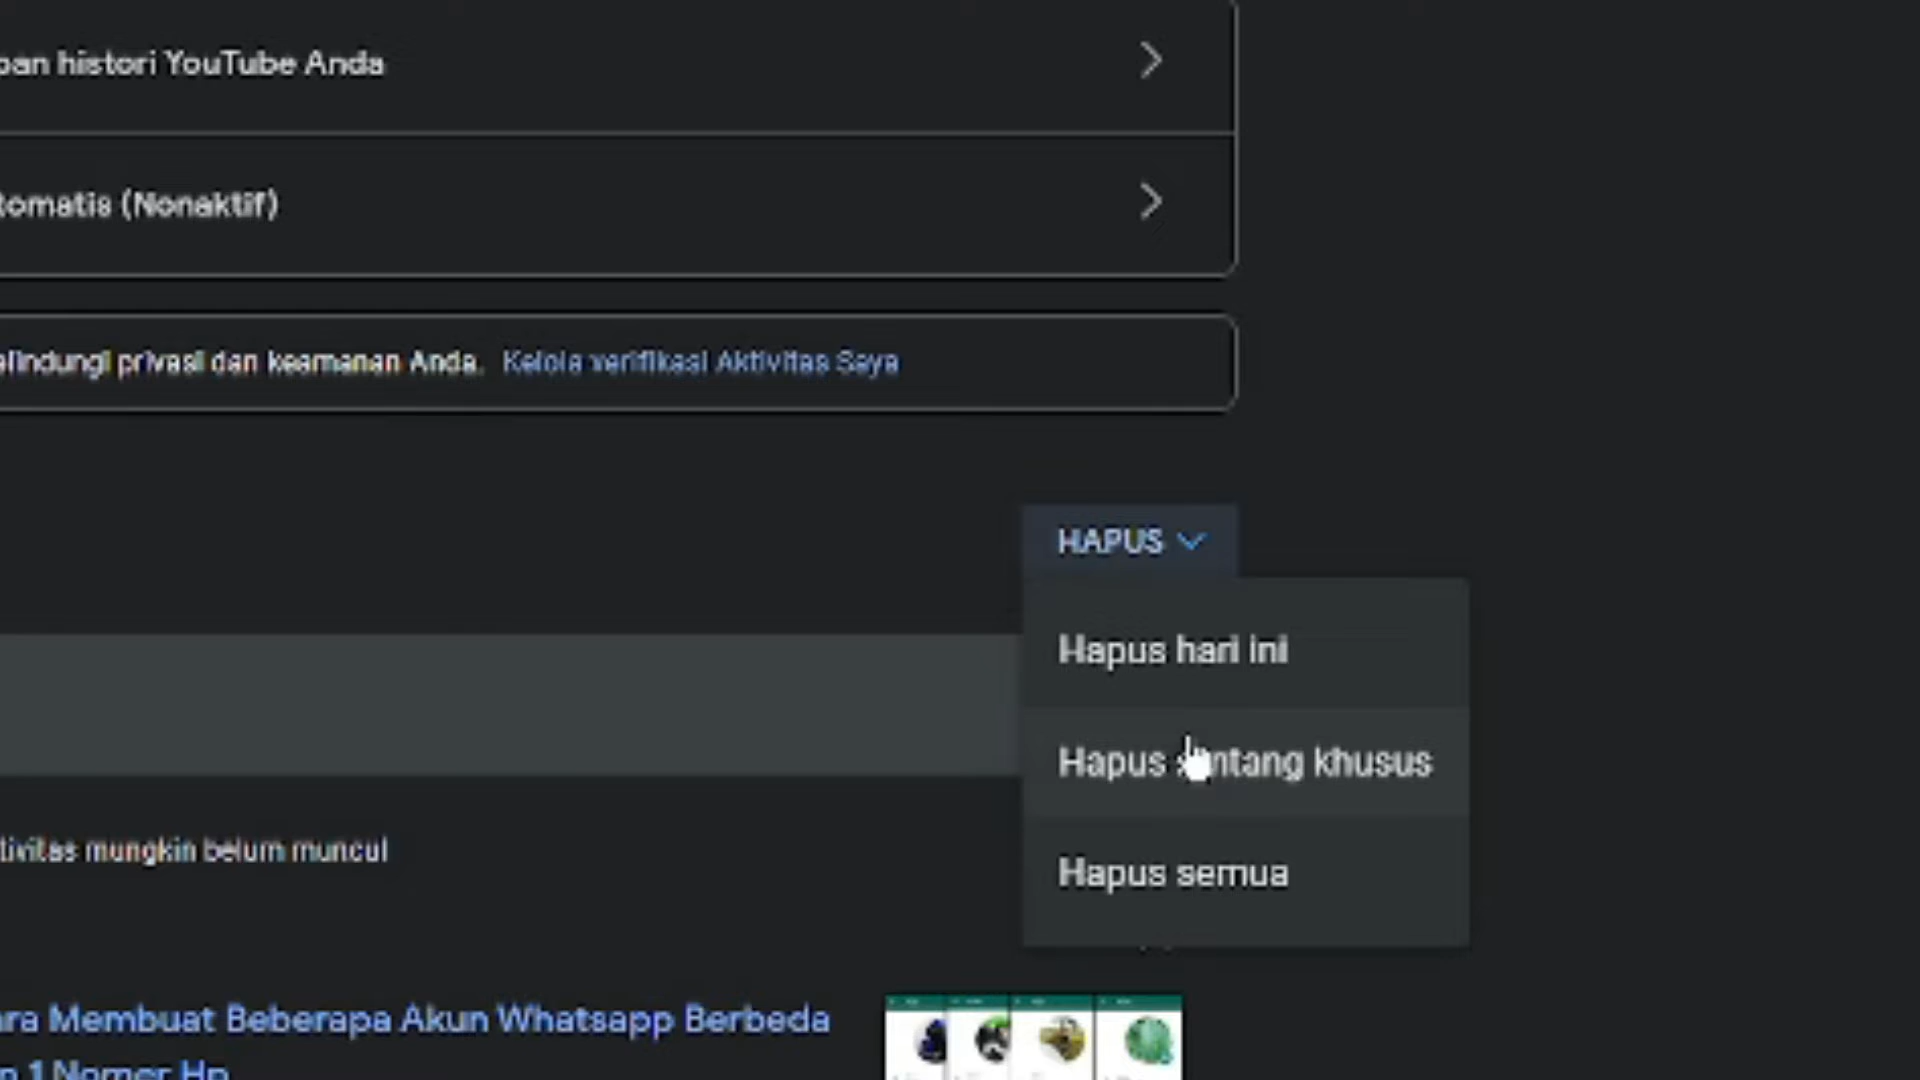 pan histori YouTube Anda
tomatis (Nonaktif)
elindungi privasi dan keamanan Anda. Kelola verifikasi Aktivitas Saya
HAPUS
Hapus hari ini
Hapus rentang khusus
Hapus semua
tivitas mungkin belum muncul
ara Membuat Beberapa Akun Whatsapp Berbeda
n 1 Nomor Hp